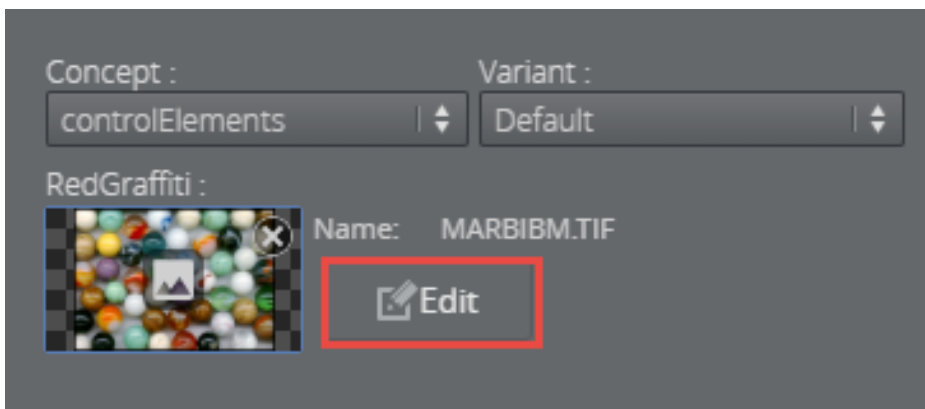 Concept : Variant :
controlElements Default
RedGraffiti :
Name: MARBIBM.TIF
Edit